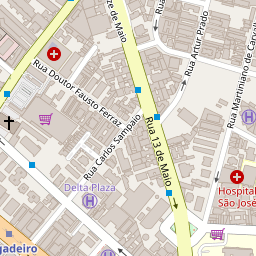 ze de Maio
Rua Artur Prado
Rua Martiniano de Carval
Rua Doutor Fausto Ferraz
Rua 13 de Maio
Rua Carlos Sampaio
H
Delta Plaza
H
Hospital
São José
H
gadeiro